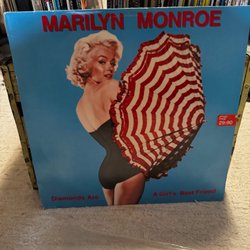 MARILYN MONROE
Diamonds Are
A Girl's Best Friend